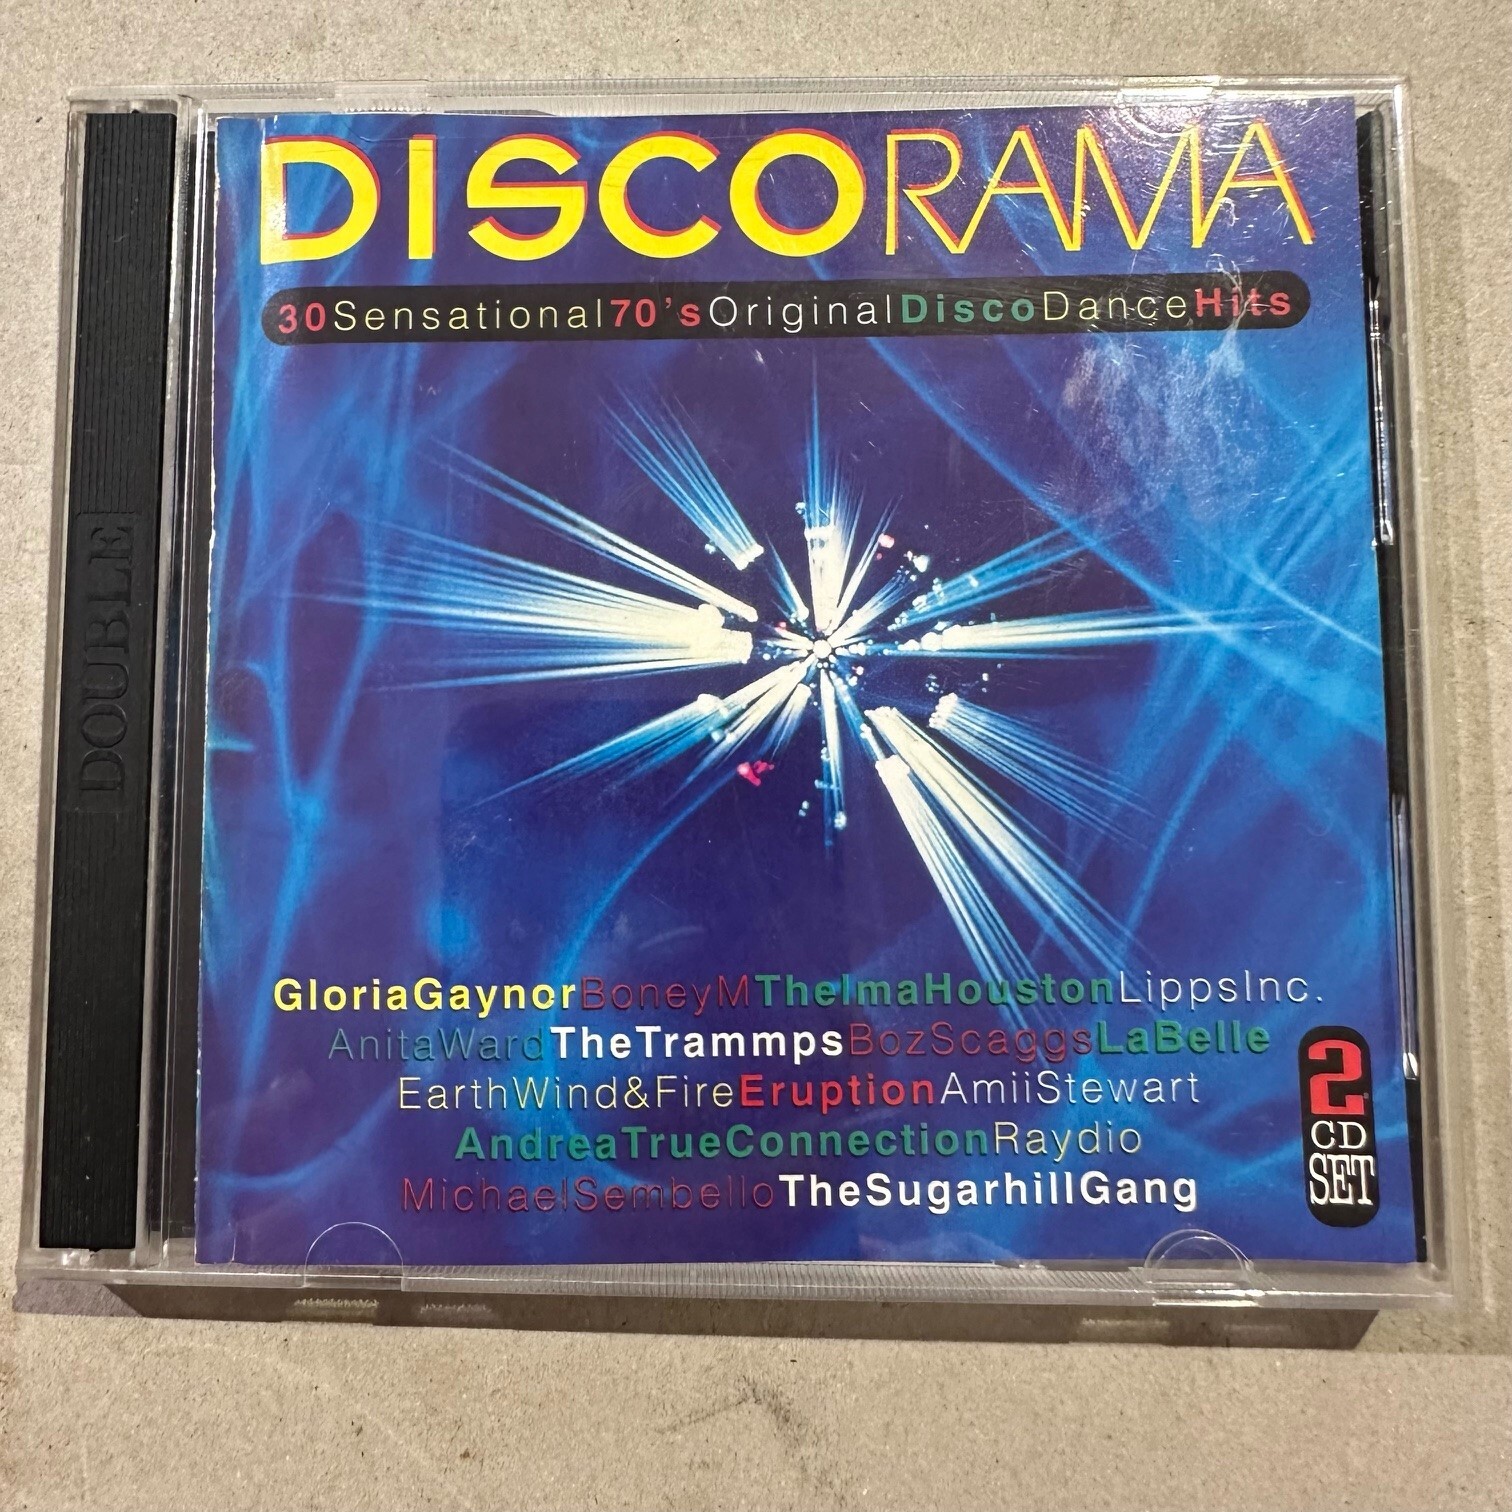 DISCORAMA
30Sensational70'sOriginalDiscoDanceHits
DOUBLE
GloriaGaynorBoneyMThelmaHoustonLippsInc.
AnitaWardTheTrammpsBozScaggsLaBelle
EarthWind&FireEruptionAmiiStewart
AndreaTrueConnectionRaydio
MichaelSembelloTheSugarhillGang
2
CD
SET